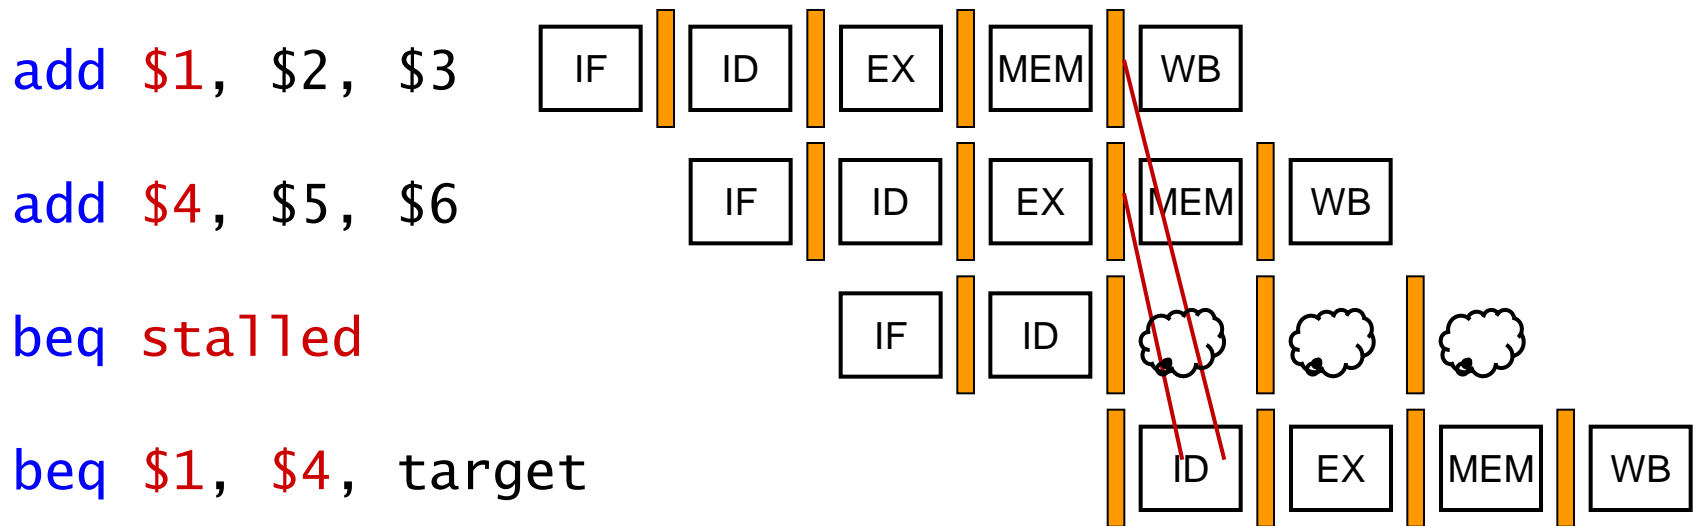 add $1, $2, $3 IF ID EX MEM WB
add $4, $5, $6 IF ID EX MEM WB
beq stalled IF ID
beq $1, $4, target ID EX MEM WB